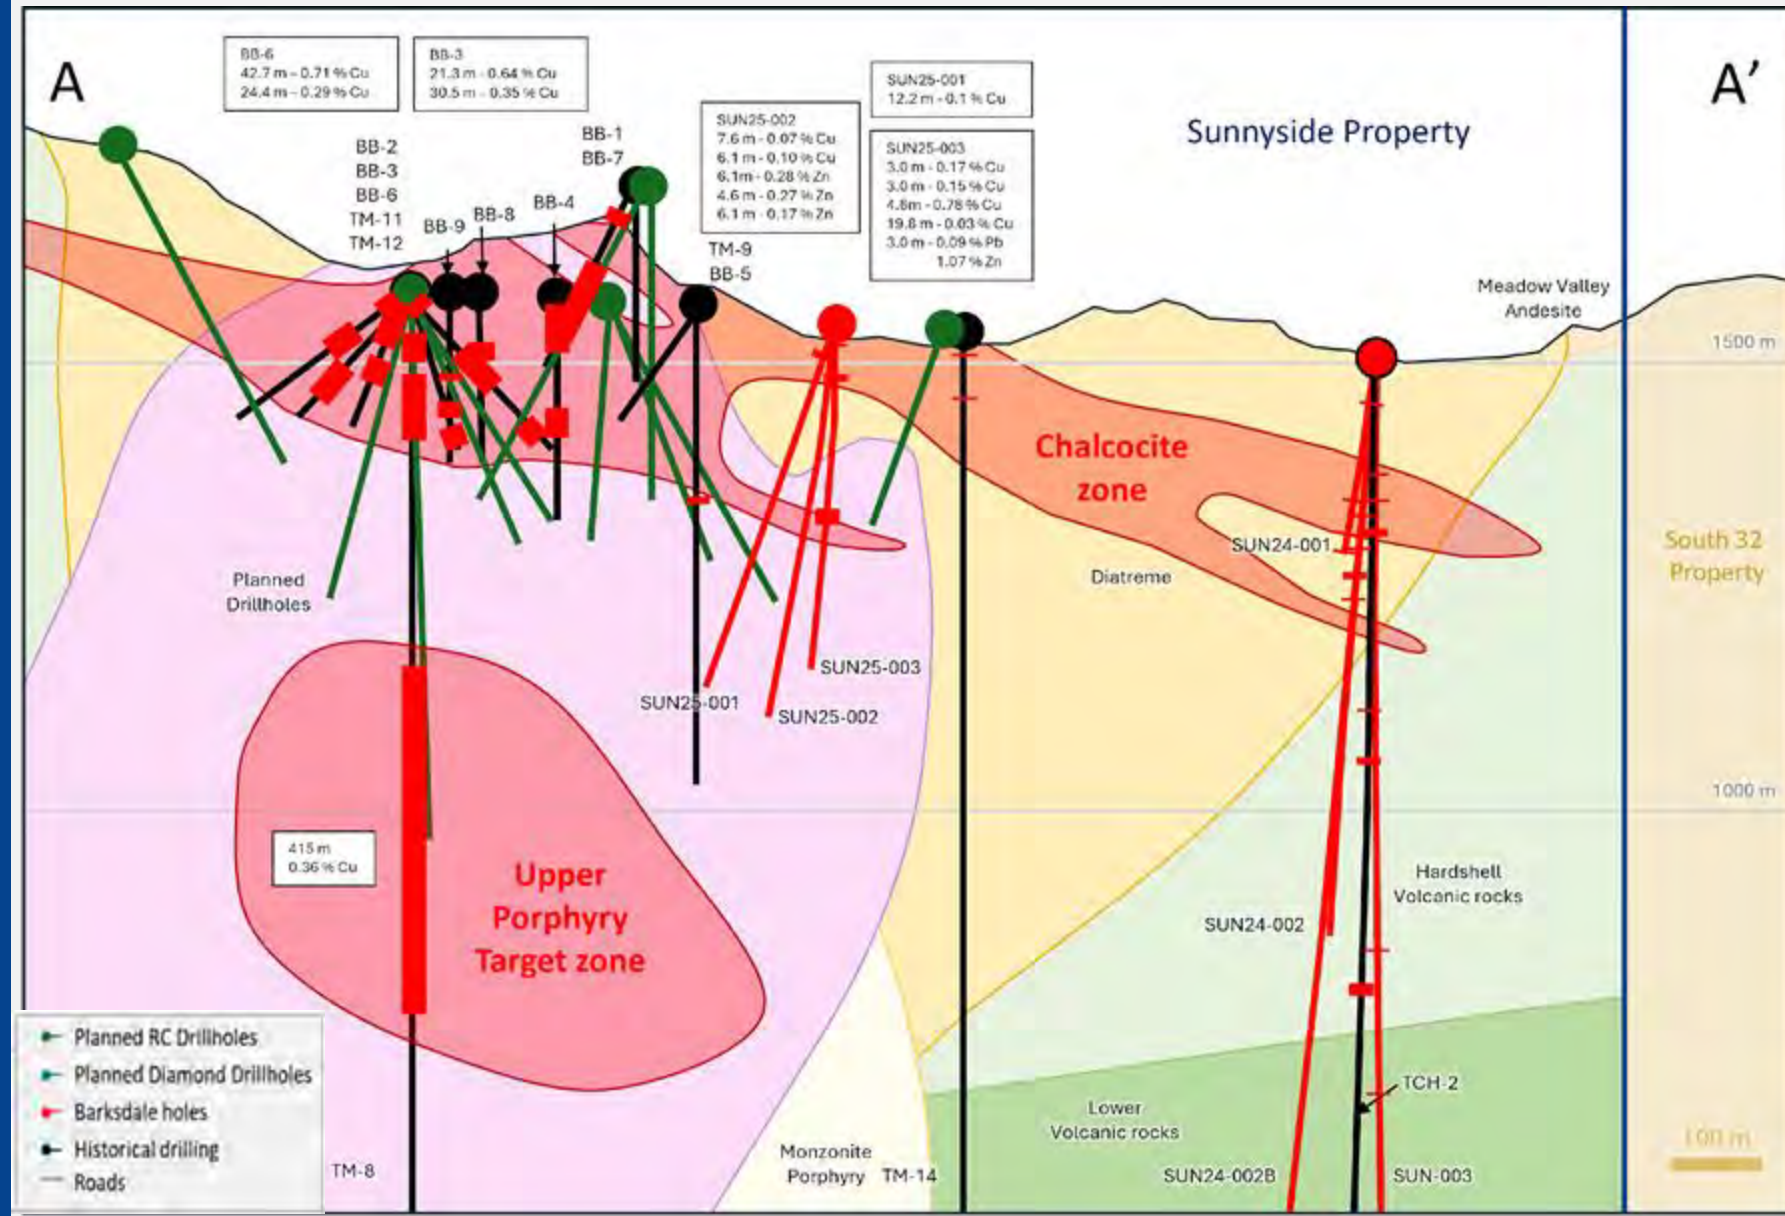 A
BB-6
42.7 m - 0.71 % Cu
24.4 m - 0.29 % Cu
BB-3
21.3 m - 0.64 % Cu
30.5 m - 0.35 % Cu
SUN25-001
12.2 m - 0.1 % Cu
A’
SUN25-002
7.6 m - 0.07 % Cu
6.1 m - 0.10 % Cu
6.1m - 0.28 % Zn
4.6 m - 0.27 % Zn
6.1 m - 0.17 % Zn
SUN25-003
3.0 m - 0.17 % Cu
3.0 m - 0.15 % Cu
4.8m - 0.78 % Cu
19.8 m - 0.03 % Cu
3.0 m - 0.09 % Pb
1.07 % Zn
Sunnyside Property
BB-1
BB-7
BB-2
BB-3
BB-6
TM-11
TM-12
BB-9
BB-8
BB-4
TM-9
BB-5
Meadow Valley
Andesite
1500 m
Chalcocite
zone
South 32
Property
SUN24-001
Diatreme
Planned
Drillholes
SUN25-003
SUN25-001
SUN25-002
1000 m
415 m
0.36 % Cu
Upper
Porphyry
Target zone
Hardshell
Volcanic rocks
SUN24-002
Planned RC Drillholes
Planned Diamond Drillholes
Barksdale holes
Historical drilling
Roads
TCH-2
Lower
Volcanic rocks
100 m
TM-8
Monzonite
Porphyry
TM-14
SUN24-002B
SUN-003